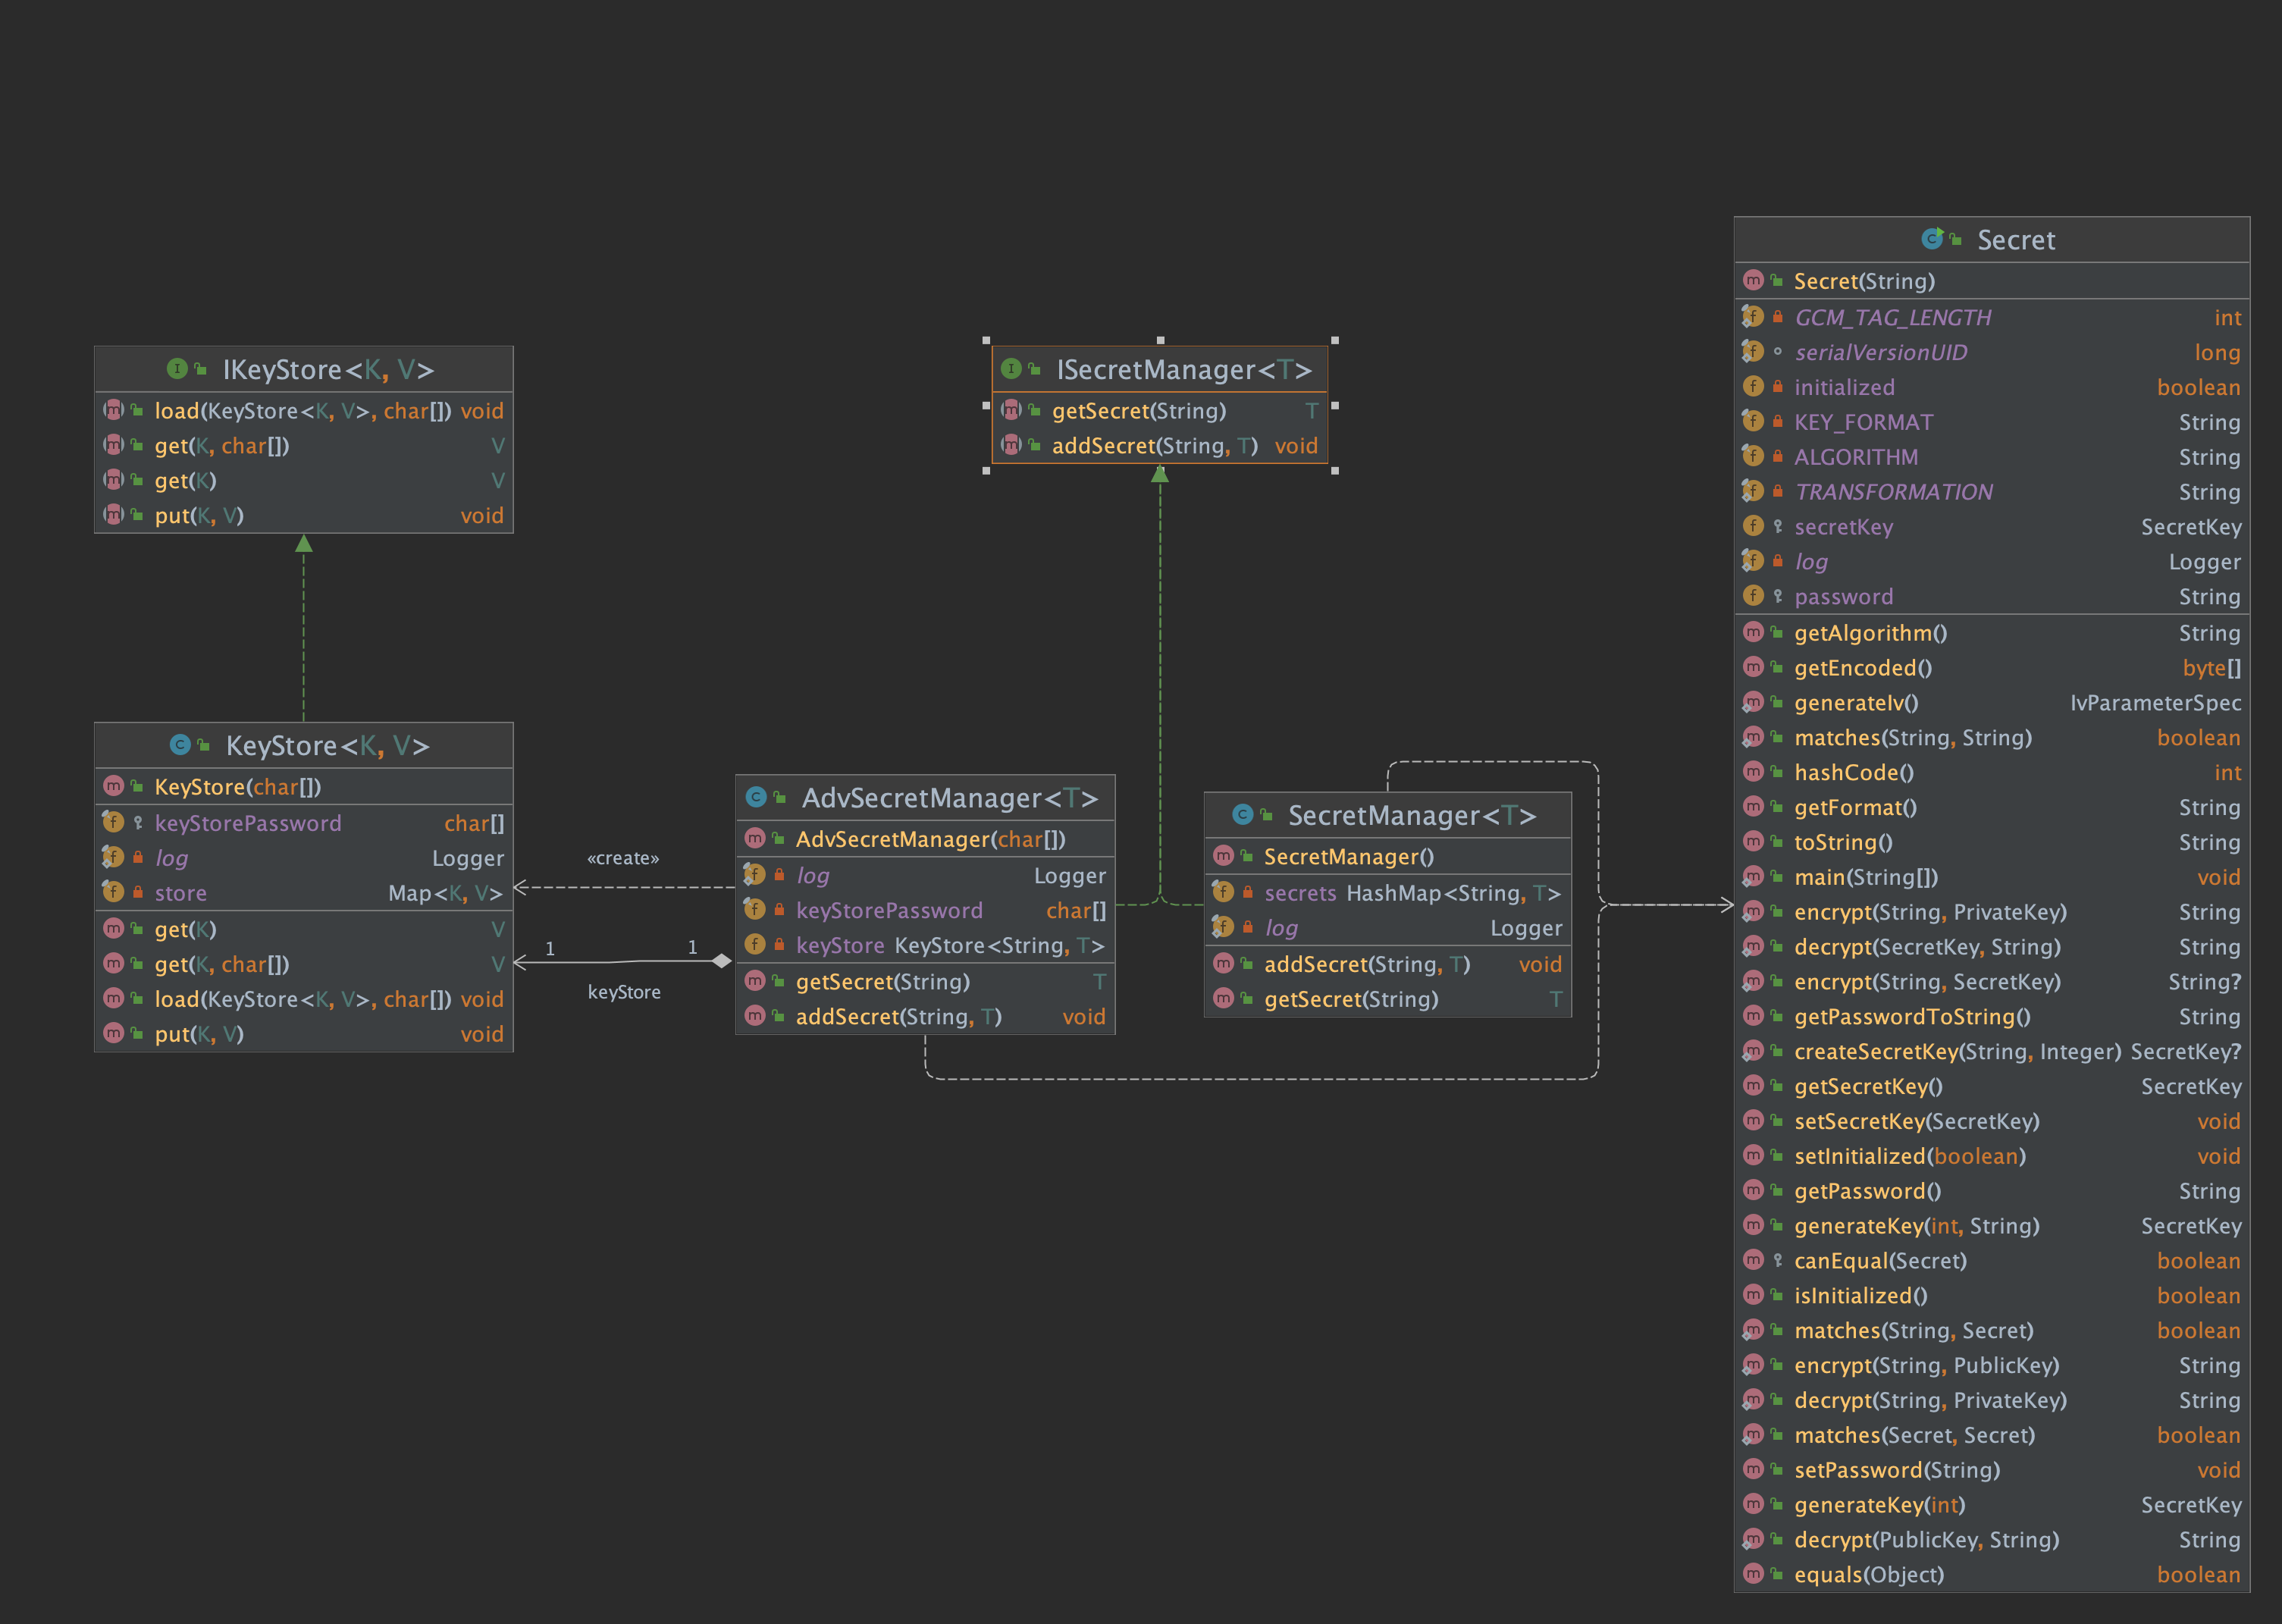 IKeyStore<K, V>
load(KeyStore<K, V>, char[]) void
get(K, char[]) V
get(K) V
put(K, V) void
KeyStore<K, V>
KeyStore(char[])
keyStorePassword char[]
log Logger
store Map<K, V>
get(K) V
get(K, char[]) V
load(KeyStore<K, V>, char[]) void
put(K, V) void
«create»
1 1
keyStore
AdvSecretManager<T>
AdvSecretManager(char[])
log Logger
keyStorePassword char[]
keyStore KeyStore<String, T>
getSecret(String) T
addSecret(String, T) void
ISecretManager<T>
getSecret(String) T
addSecret(String, T) void
SecretManager<T>
SecretManager()
secrets HashMap<String, T>
log Logger
addSecret(String, T) void
getSecret(String) T
Secret
Secret(String)
GCM_TAG_LENGTH int
serialVersionUID long
initialized boolean
KEY_FORMAT String
ALGORITHM String
TRANSFORMATION String
secretKey SecretKey
log Logger
password String
getAlgorithm() String
getEncoded() byte[]
generateIv() IvParameterSpec
matches(String, String) boolean
hashCode() int
getFormat() String
toString() String
main(String[]) void
encrypt(String, PrivateKey) String
decrypt(SecretKey, String) String
encrypt(String, SecretKey) String?
getPasswordToString() String
createSecretKey(String, Integer) SecretKey?
getSecretKey() SecretKey
setSecretKey(SecretKey) void
setInitialized(boolean) void
getPassword() String
generateKey(int, String) SecretKey
canEqual(Secret) boolean
isInitialized() boolean
matches(String, Secret) boolean
encrypt(String, PublicKey) String
decrypt(String, PrivateKey) String
matches(Secret, Secret) boolean
setPassword(String) void
generateKey(int) SecretKey
decrypt(PublicKey, String) String
equals(Object) boolean